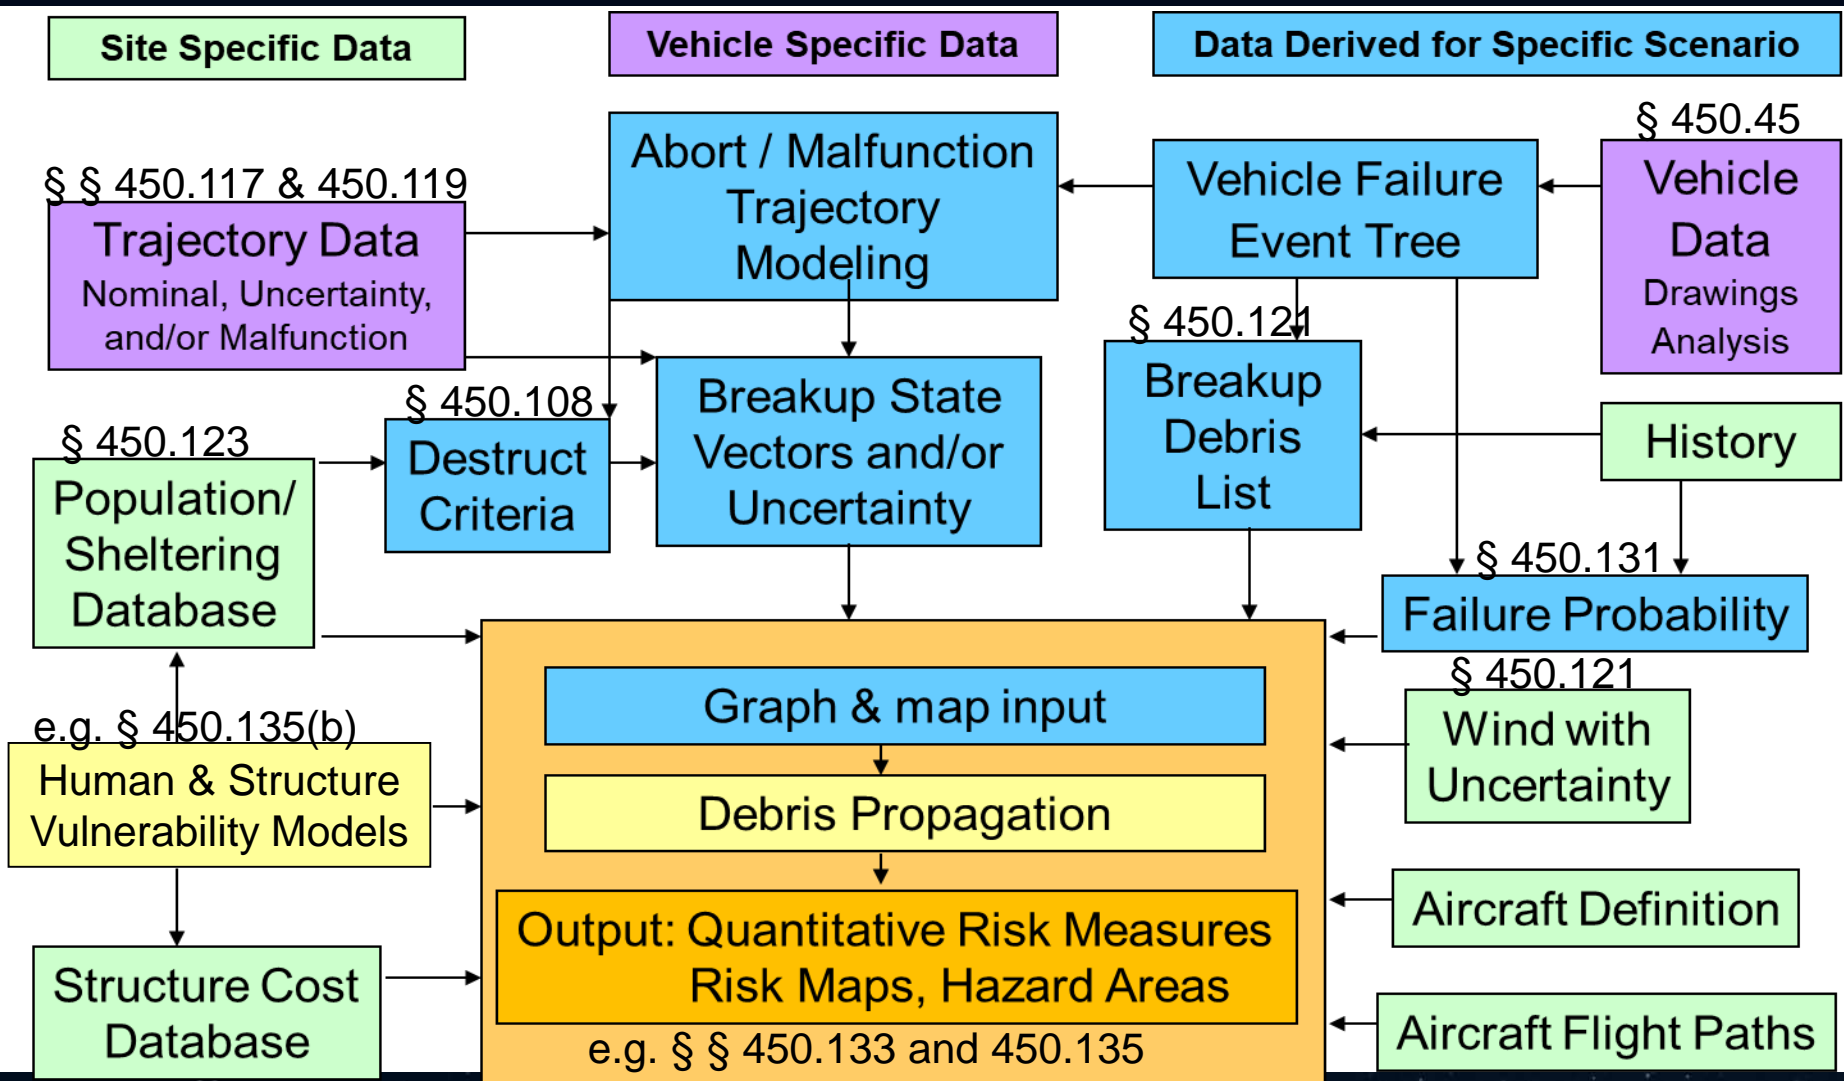 Site Specific Data
Vehicle Specific Data
Data Derived for Specific Scenario
§ § 450.117 & 450.119
Trajectory Data
Nominal, Uncertainty,
and/or Malfunction
Abort / Malfunction
Trajectory
Modeling
Vehicle Failure
Event Tree
§ 450.45
Vehicle
Data
Drawings
Analysis
§ 450.123
Population/
Sheltering
Database
§ 450.108
Destruct
Criteria
Breakup State
Vectors and/or
Uncertainty
§ 450.121
Breakup
Debris
List
History
§ 450.131
Failure Probability
e.g. § 450.135(b)
Human & Structure
Vulnerability Models
Structure Cost
Database
Graph & map input
Debris Propagation
Output: Quantitative Risk Measures
Risk Maps, Hazard Areas
e.g. § § 450.133 and 450.135
§ 450.121
Wind with
Uncertainty
Aircraft Definition
Aircraft Flight Paths